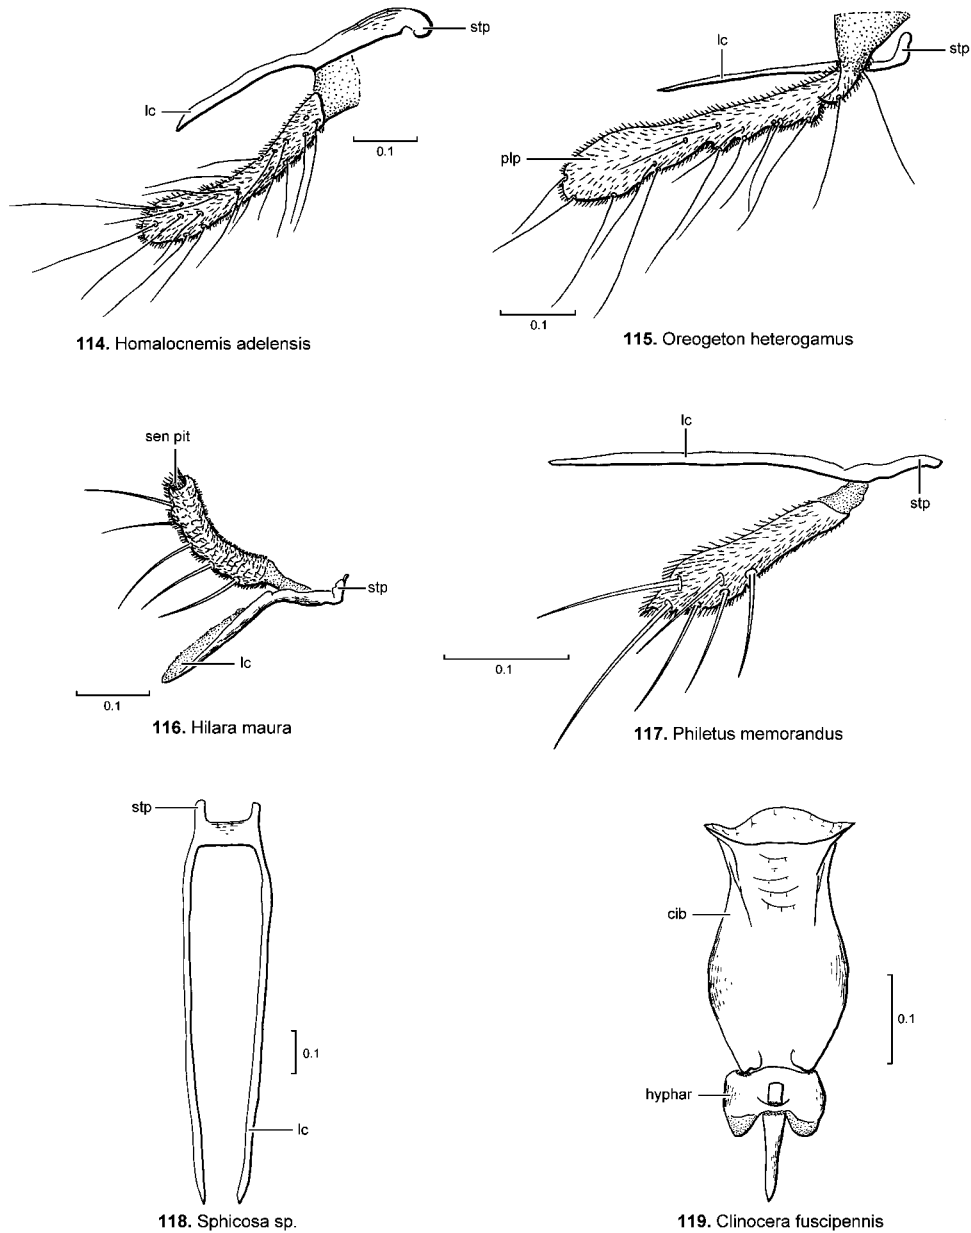 stp
lc
0.1
114. Homalocnemis adelensis
lc
stp
plp
0.1
115. Oreogeton heterogamus
sen pit
stp
lc
0.1
116. Hilara maura
lc
stp
0.1
117. Philetus memorandus
stp
0.1
lc
118. Sphicosa sp.
cib
0.1
hyphar
119. Clinocera fuscipennis